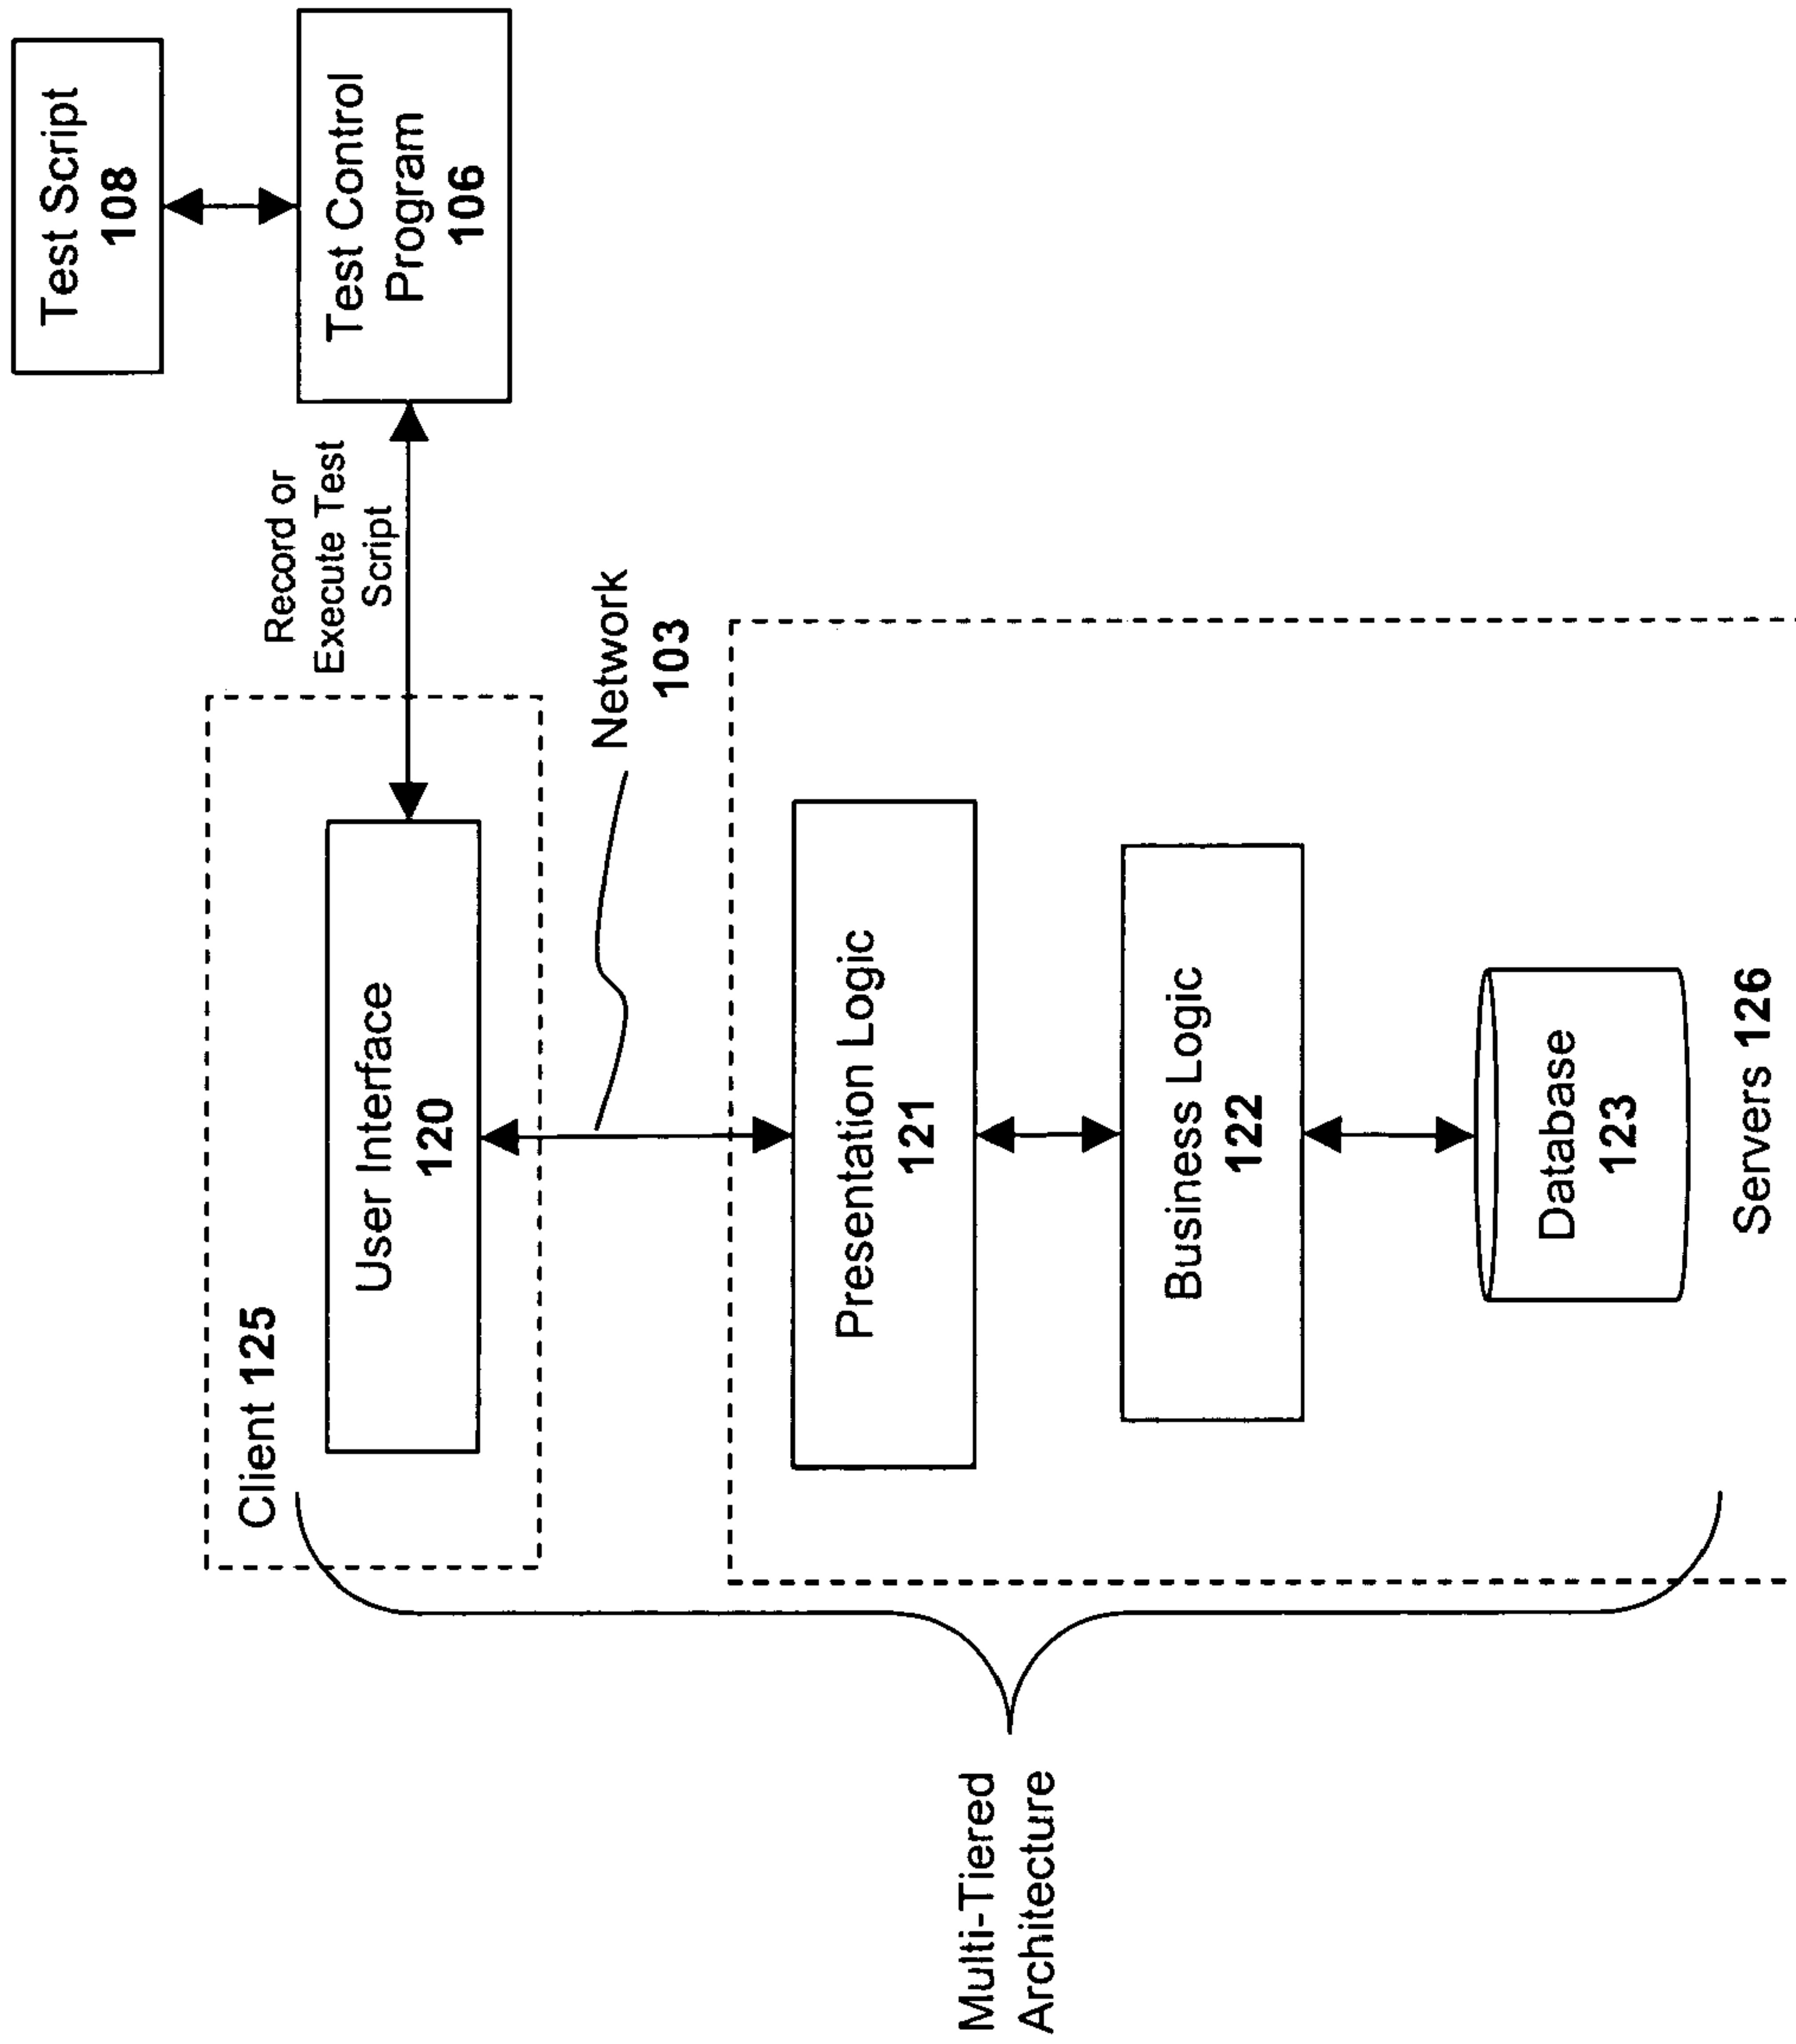 Test Script
108
Test Control
Program
106
Record or
Execute Test
Script
Client 125
User Interface
120
Network
103
Presentation Logic
121
Business Logic
122
Database
123
Servers 126
Multi-Tiered
Architecture